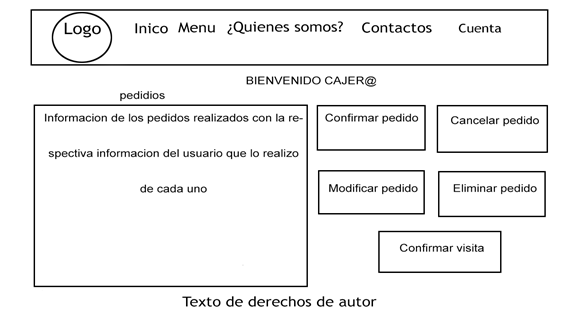 Logo Inico Menu ¿Quienes somos? Contactos Cuenta
BIENVENIDO CAJER@
pedidios
Informacion de los pedidos realizados con la re-
spectiva informacion del usuario que lo realizo
de cada uno
Confirmar pedido
Cancelar pedido
Modificar pedido
Eliminar pedido
Confirmar visita
Texto de derechos de autor